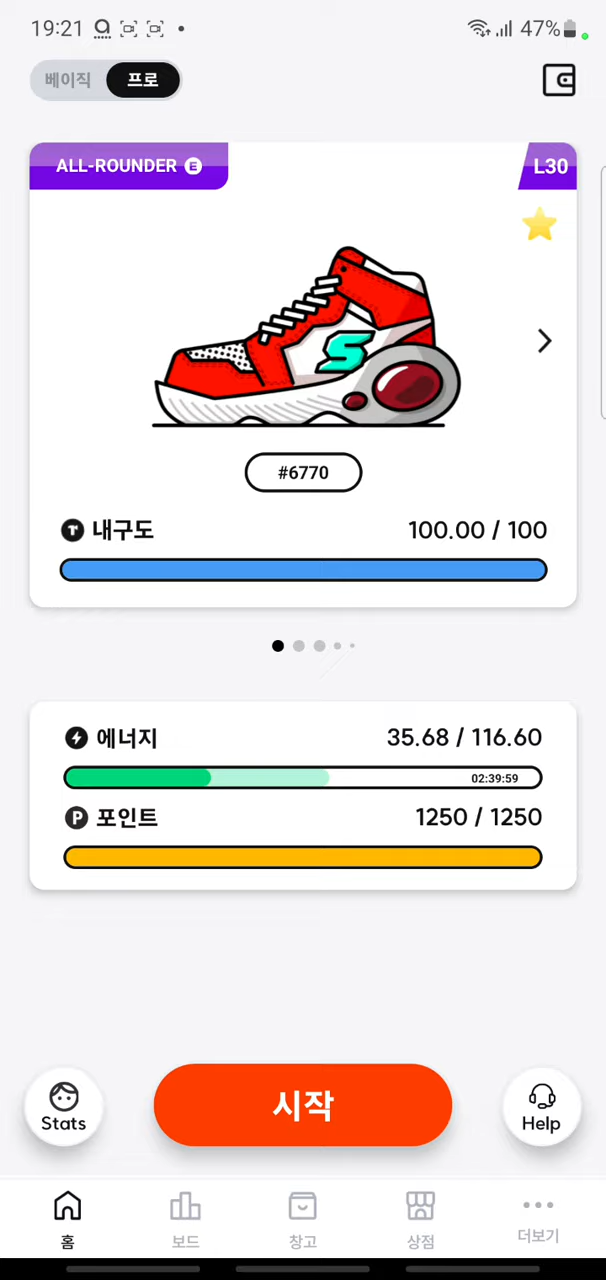 19:21 47%
베이직 프로
ALL-ROUNDER E L30
S
#6770
T 내구도 100.00 / 100
에너지 35.68 / 116.60
02:39:59
P 포인트 1250 / 1250
Stats 시작 Help
홈 보드 창고 상점 더보기